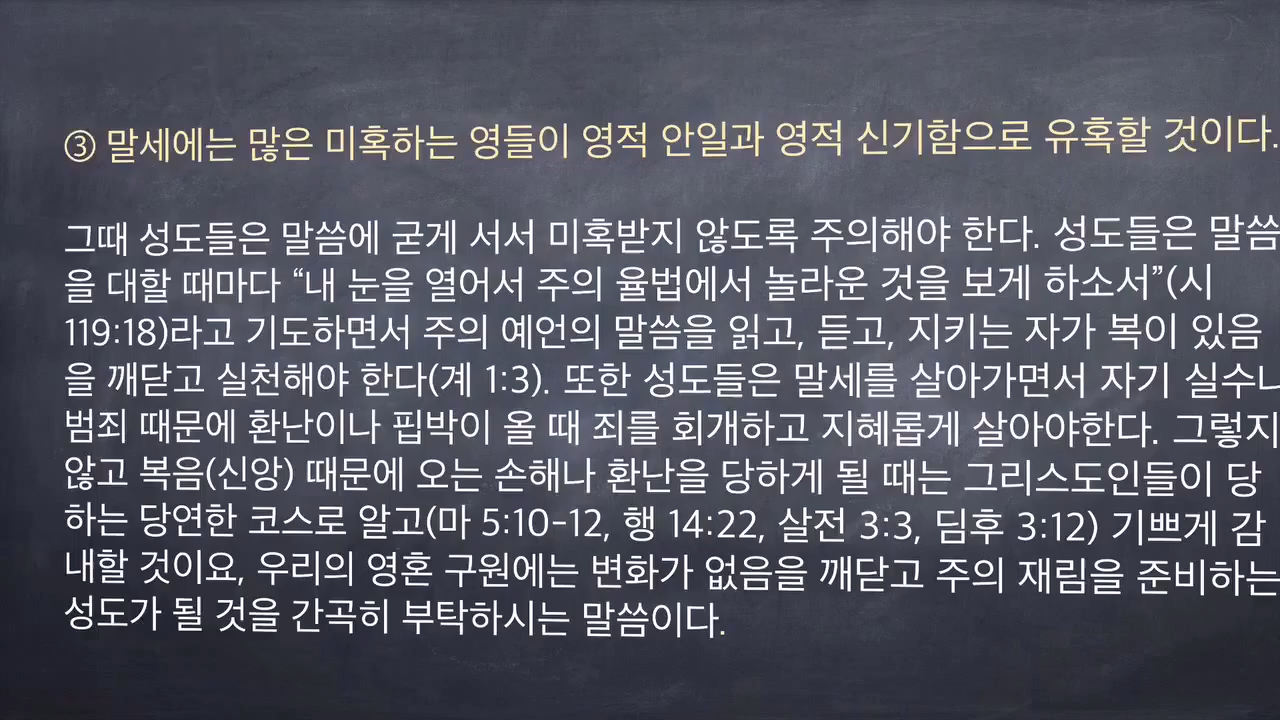 ③ 말세에는 많은 미혹하는 영들이 영적 안일과 영적 신기함으로 유혹할 것이다.
그때 성도들은 말씀에 굳게 서서 미혹받지 않도록 주의해야 한다. 성도들은 말씀
을 대할 때마다 “내 눈을 열어서 주의 율법에서 놀라운 것을 보게 하소서”(시
119:18)라고 기도하면서 주의 예언의 말씀을 읽고, 듣고, 지키는 자가 복이 있음
을 깨닫고 실천해야 한다(계 1:3). 또한 성도들은 말세를 살아가면서 자기 실수나
범죄 때문에 환난이나 핍박이 올 때 죄를 회개하고 지혜롭게 살아야한다. 그렇지
않고 복음(신앙) 때문에 오는 손해나 환난을 당하게 될 때는 그리스도인들이 당
하는 당연한 코스로 알고(마 5:10-12, 행 14:22, 살전 3:3, 딤후 3:12) 기쁘게 감
내할 것이요, 우리의 영혼 구원에는 변화가 없음을 깨닫고 주의 재림을 준비하는
성도가 될 것을 간곡히 부탁하시는 말씀이다.